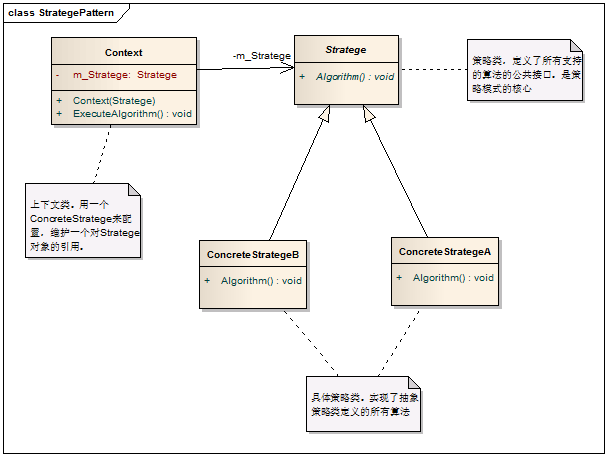 class StrategePattern
Context
- m_Stratege: Stratege
+ Context(Stratege)
+ ExecuteAlgorithm() : void
-m_Stratege
Stratege
+ Algorithm() : void
策略类，定义了所有支持
的算法的公共接口。是策
略模式的核心
上下文类。用一个
ConcreteStratege来配
置，维护一个对Stratege
对象的引用。
ConcreteStrategeB
+ Algorithm() : void
ConcreteStrategeA
+ Algorithm() : void
具体策略类。实现了抽象
策略类定义的所有算法